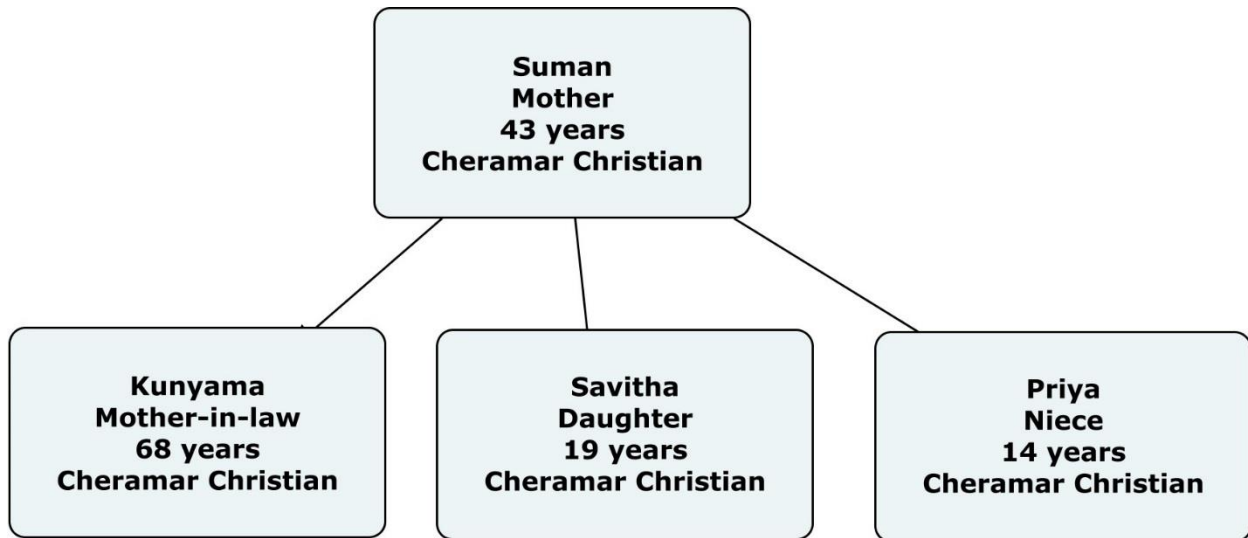 Suman
Mother
43 years
Cheramar Christian
Kunyama
Mother-in-law
68 years
Cheramar Christian
Savitha
Daughter
19 years
Cheramar Christian
Priya
Niece
14 years
Cheramar Christian